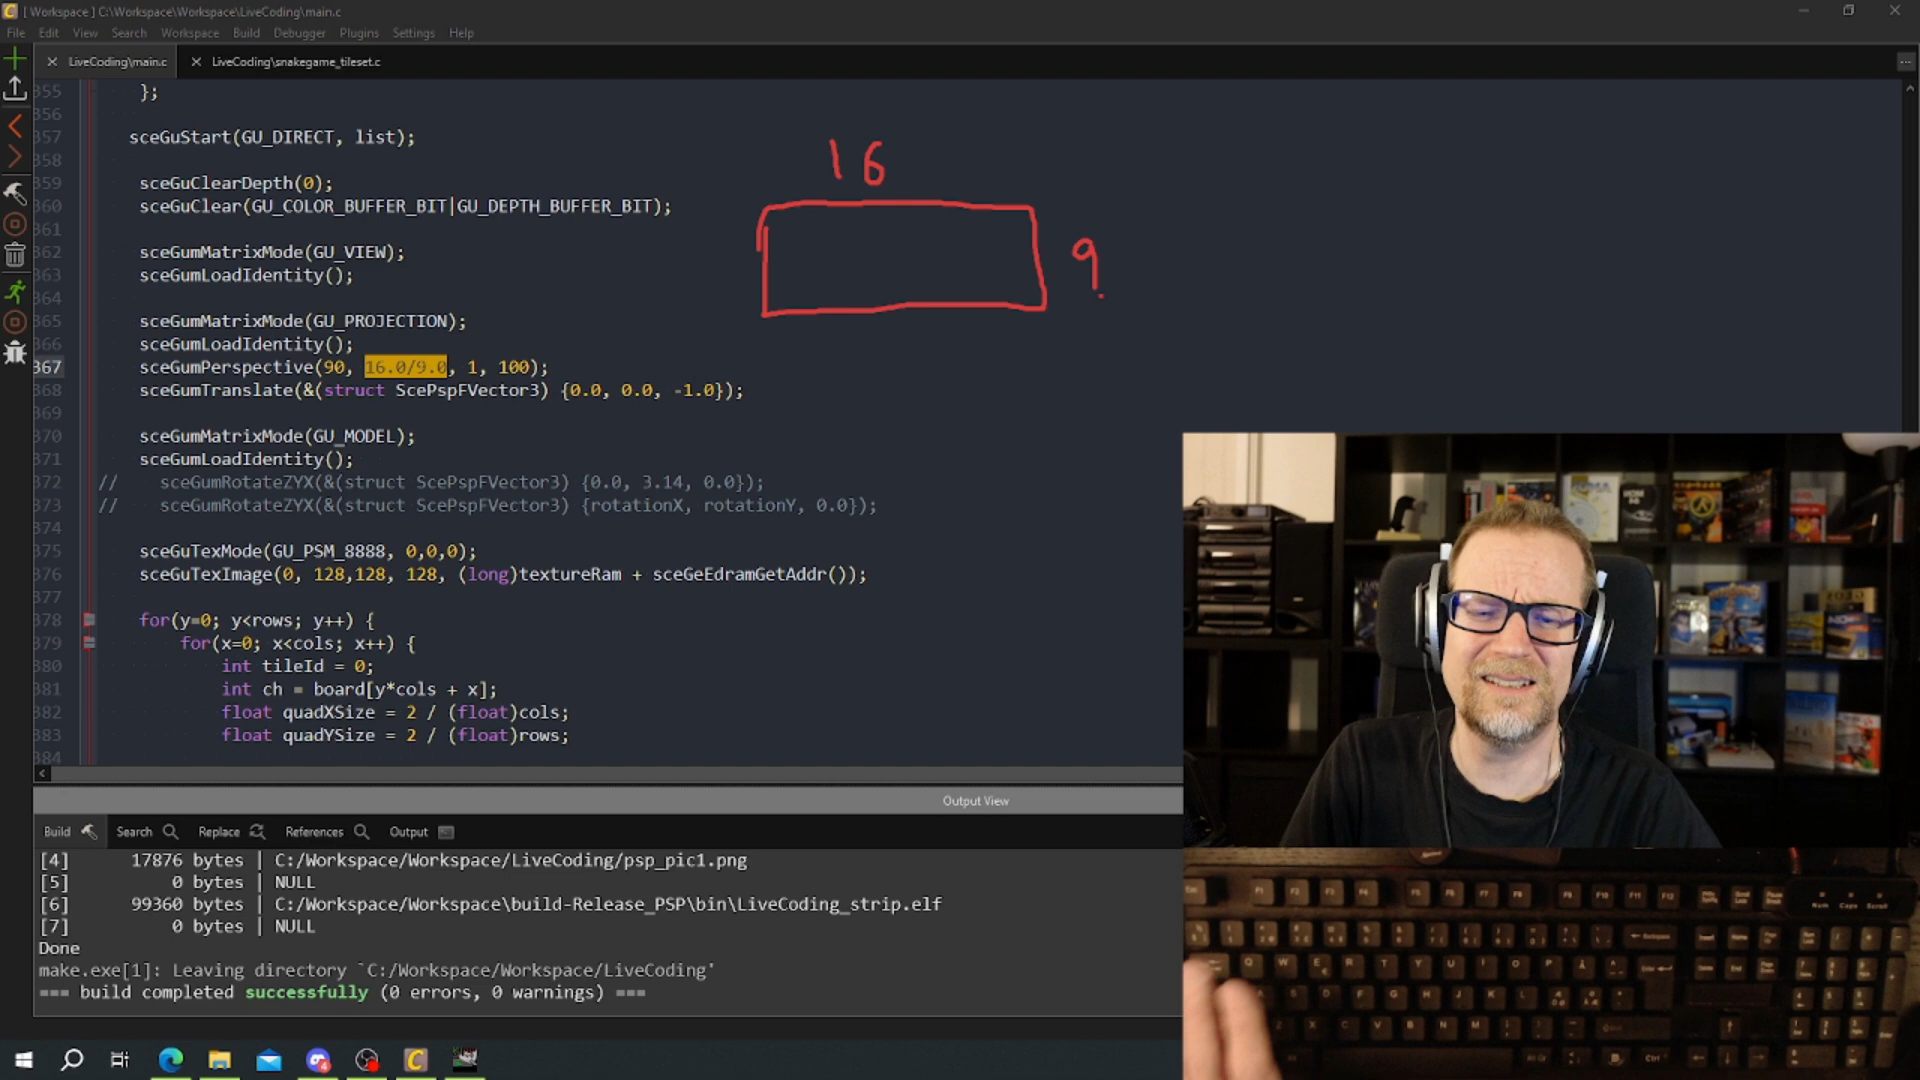 [ Workspace ] C:\Workspace\Workspace\LiveCoding\main.c
File Edit View Search Workspace Build Debugger Plugins Settings Help
LiveCoding\main.c LiveCoding\snakegame_tileset.c
355 };
356
357 sceGuStart(GU_DIRECT, list);
358
359 sceGuClearDepth(0);
360 sceGuClear(GU_COLOR_BUFFER_BIT|GU_DEPTH_BUFFER_BIT);
361
362 sceGumMatrixMode(GU_VIEW);
363 sceGumLoadIdentity();
364
365 sceGumMatrixMode(GU_PROJECTION);
366 sceGumLoadIdentity();
367 sceGumPerspective(90, 16.0/9.0, 1, 100);
368 sceGumTranslate(&(struct ScePspFVector3) {0.0, 0.0, -1.0});
369
370 sceGumMatrixMode(GU_MODEL);
371 sceGumLoadIdentity();
372 // sceGumRotateZYX(&(struct ScePspFVector3) {0.0, 3.14, 0.0});
373 // sceGumRotateZYX(&(struct ScePspFVector3) {rotationX, rotationY, 0.0});
374
375 sceGuTexMode(GU_PSM_8888, 0,0,0);
376 sceGuTexImage(0, 128,128, 128, (long)textureRam + sceGeEdramGetAddr());
377
378 for(y=0; y<rows; y++) {
379 for(x=0; x<cols; x++) {
380 int tileId = 0;
381 int ch = board[y*cols + x];
382 float quadXSize = 2 / (float)cols;
383 float quadYSize = 2 / (float)rows;
384
16
9
Output View
Build Search Replace References Output
[4] 17876 bytes | C:/Workspace/Workspace/LiveCoding/psp_pic1.png
[5] 0 bytes | NULL
[6] 99360 bytes | C:/Workspace/Workspace\build-Release_PSP\bin\LiveCoding_strip.elf
[7] 0 bytes | NULL
Done
make.exe[1]: Leaving directory `C:/Workspace/Workspace/LiveCoding'
=== build completed successfully (0 errors, 0 warnings) ===